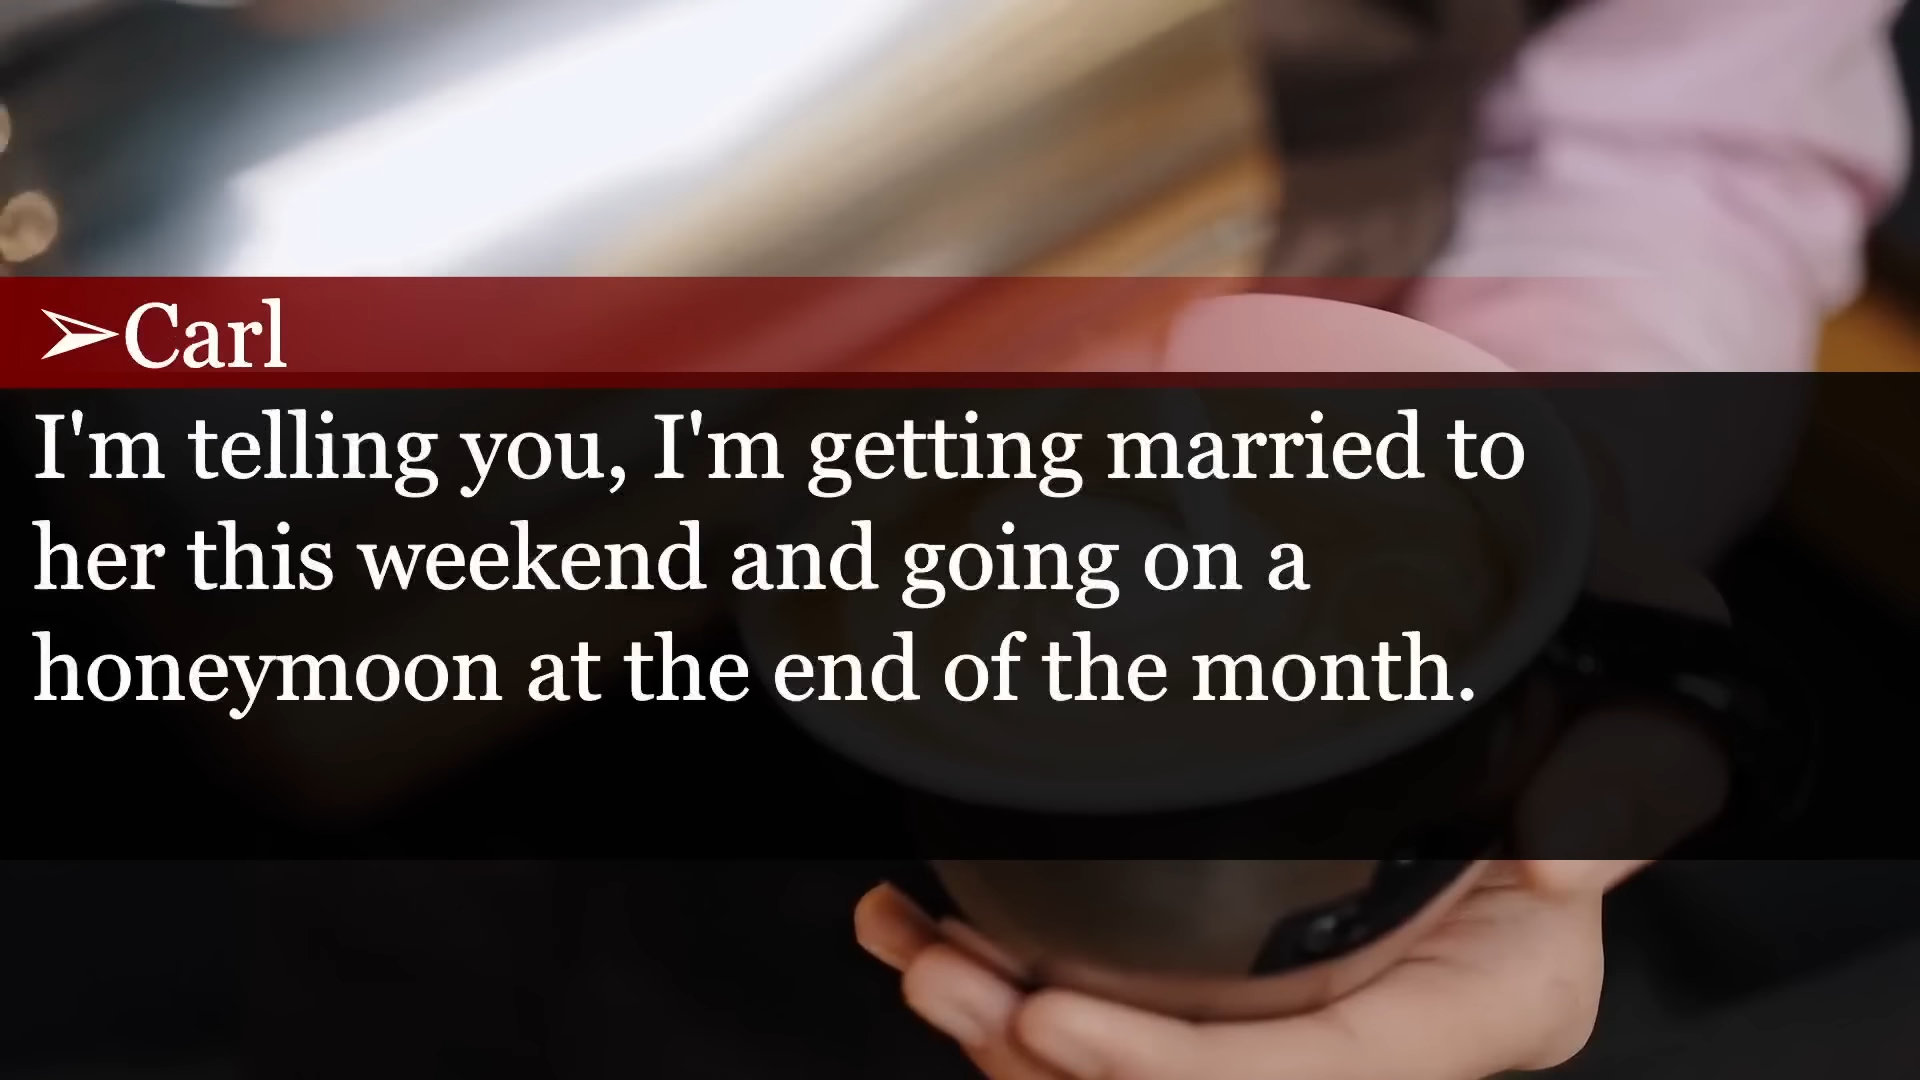 ➢Carl
I'm telling you, I'm getting married to
her this weekend and going on a
honeymoon at the end of the month.